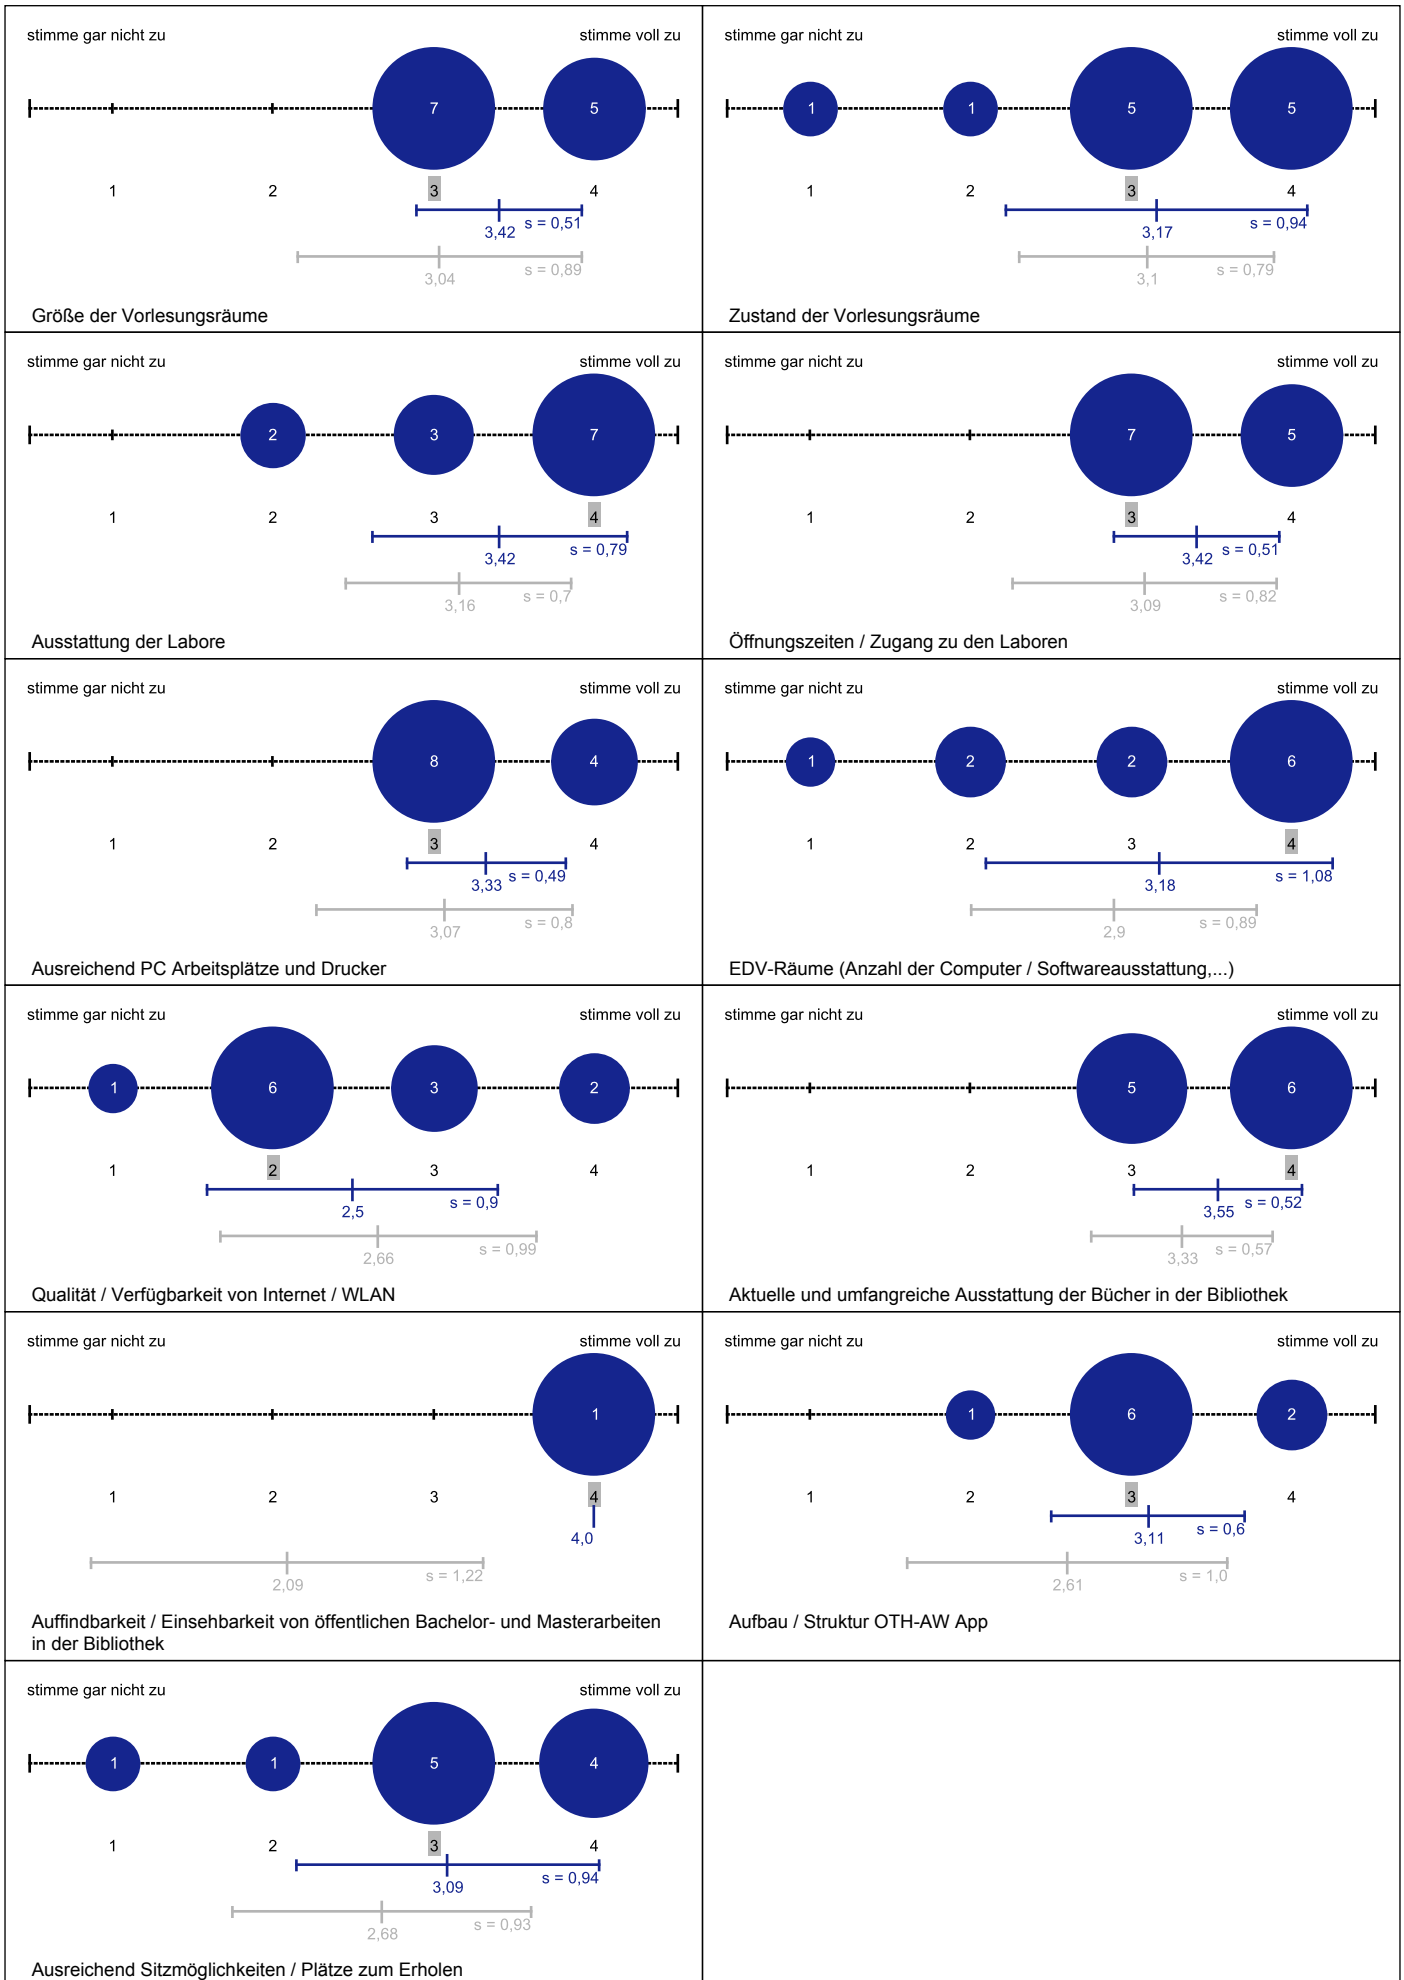 stimme gar nicht zu stimme voll zu
7 5
1 2 3 4
s = 0,51
3,42
s = 0,89
3,04
Größe der Vorlesungsräume
stimme gar nicht zu stimme voll zu
1 1 5 5
1 2 3 4
s = 0,94
3,17
s = 0,79
3,1
Zustand der Vorlesungsräume
stimme gar nicht zu stimme voll zu
2 3 7
1 2 3 4
s = 0,79
3,42
s = 0,7
3,16
Ausstattung der Labore
stimme gar nicht zu stimme voll zu
7 5
1 2 3 4
s = 0,51
3,42
s = 0,82
3,09
Öffnungszeiten / Zugang zu den Laboren
stimme gar nicht zu stimme voll zu
8 4
1 2 3 4
s = 0,49
3,33
s = 0,8
3,07
Ausreichend PC Arbeitsplätze und Drucker
stimme gar nicht zu stimme voll zu
1 2 2 6
1 2 3 4
s = 1,08
3,18
s = 0,89
2,9
EDV-Räume (Anzahl der Computer / Softwareausstattung,...)
stimme gar nicht zu stimme voll zu
1 6 3 2
1 2 3 4
s = 0,9
2,5
s = 0,99
2,66
Qualität / Verfügbarkeit von Internet / WLAN
stimme gar nicht zu stimme voll zu
5 6
1 2 3 4
s = 0,52
3,55
s = 0,57
3,33
Aktuelle und umfangreiche Ausstattung der Bücher in der Bibliothek
stimme gar nicht zu stimme voll zu
1
1 2 3 4
4,0
s = 1,22
2,09
Auffindbarkeit / Einsehbarkeit von öffentlichen Bachelor- und Masterarbeiten
in der Bibliothek
stimme gar nicht zu stimme voll zu
1 6 2
1 2 3 4
s = 0,6
3,11
s = 1,0
2,61
Aufbau / Struktur OTH-AW App
stimme gar nicht zu stimme voll zu
1 1 5 4
1 2 3 4
s = 0,94
3,09
s = 0,93
2,68
Ausreichend Sitzmöglichkeiten / Plätze zum Erholen